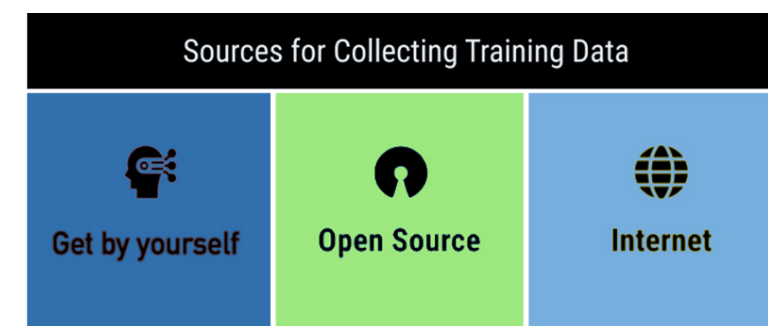 Sources for Collecting Training Data
Get by yourself
Open Source
Internet